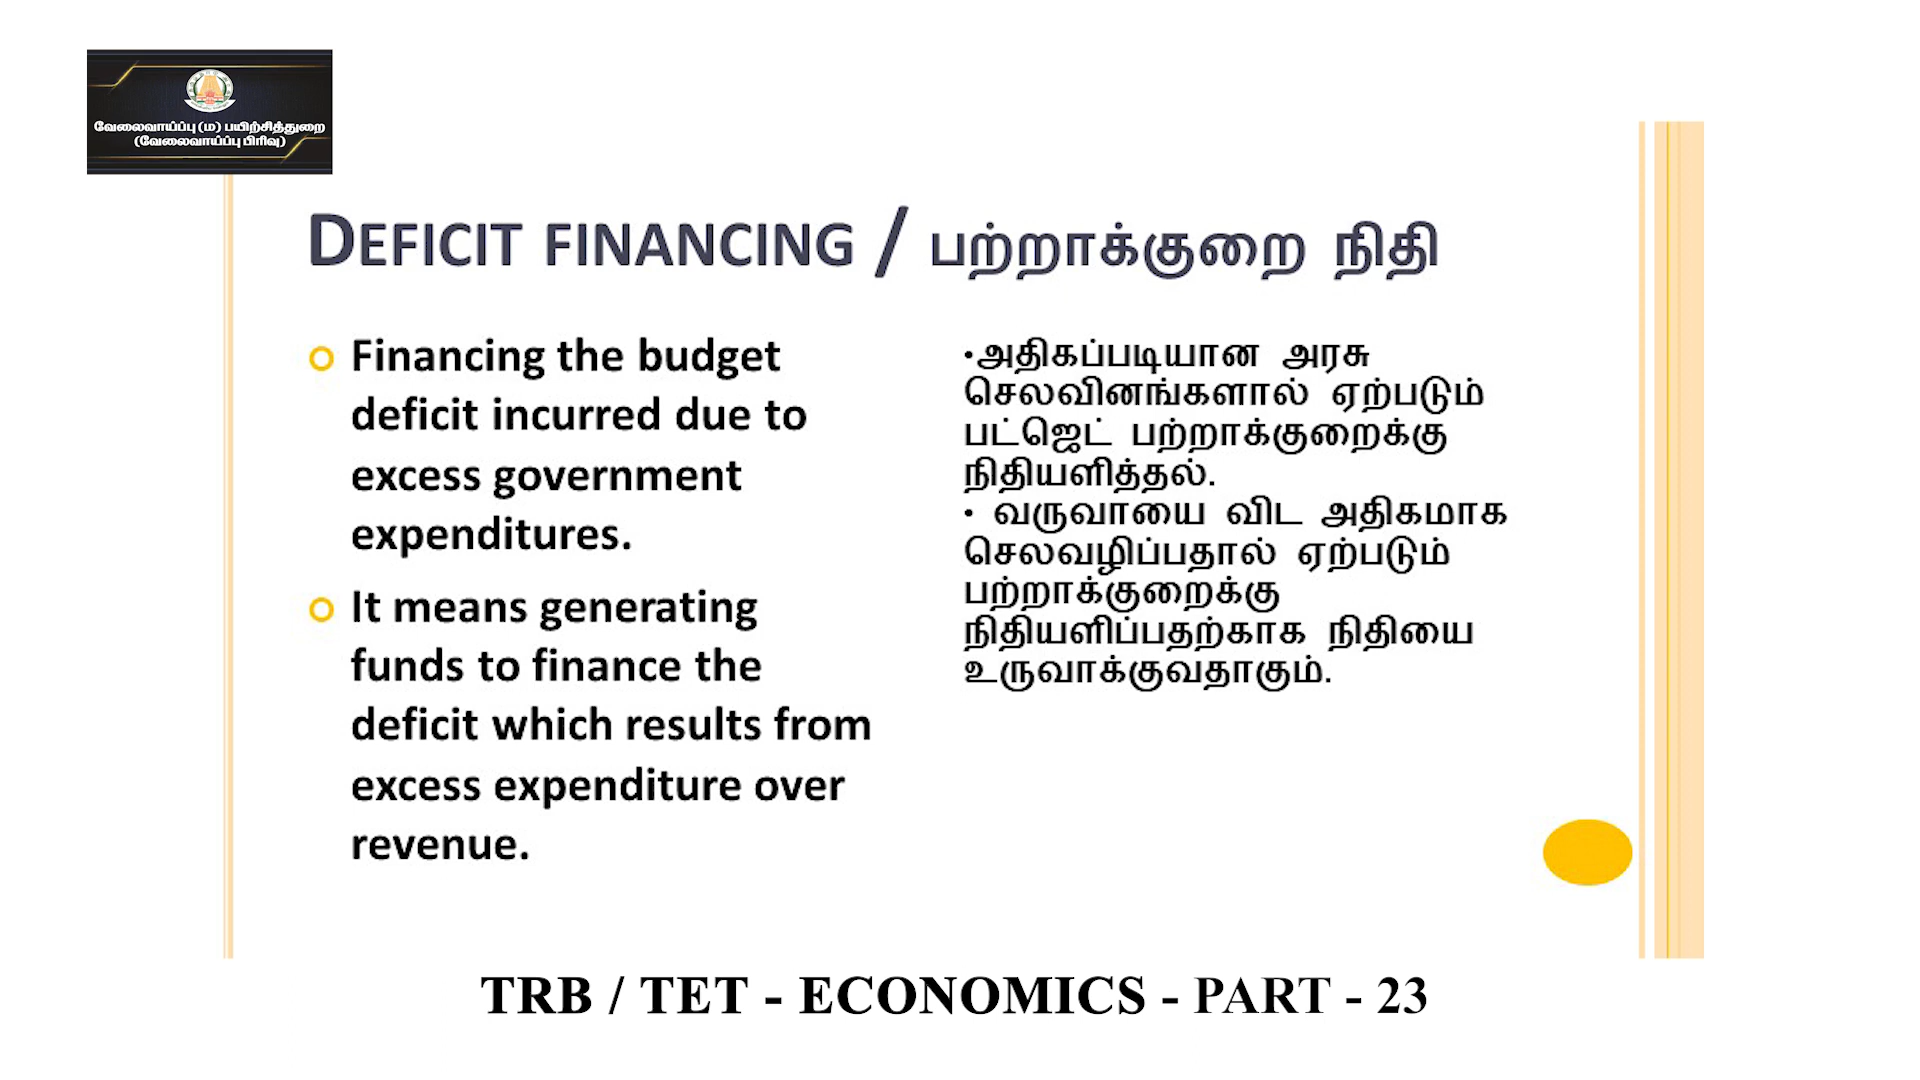 வேலைவாய்ப்பு (ம) பயிற்சித்துறை
(வேலைவாய்ப்பு பிரிவு)
DEFICIT FINANCING / பற்றாக்குறை நிதி
Financing the budget
deficit incurred due to
excess government
expenditures.
It means generating
funds to finance the
deficit which results from
excess expenditure over
revenue.
•அதிகப்படியான அரசு
செலவினங்களால் ஏற்படும்
பட்ஜெட் பற்றாக்குறைக்கு
நிதியளித்தல்.
• வருவாயை விட அதிகமாக
செலவழிப்பதால் ஏற்படும்
பற்றாக்குறைக்கு
நிதியளிப்பதற்காக நிதியை
உருவாக்குவதாகும்.
TRB / TET - ECONOMICS - PART - 23